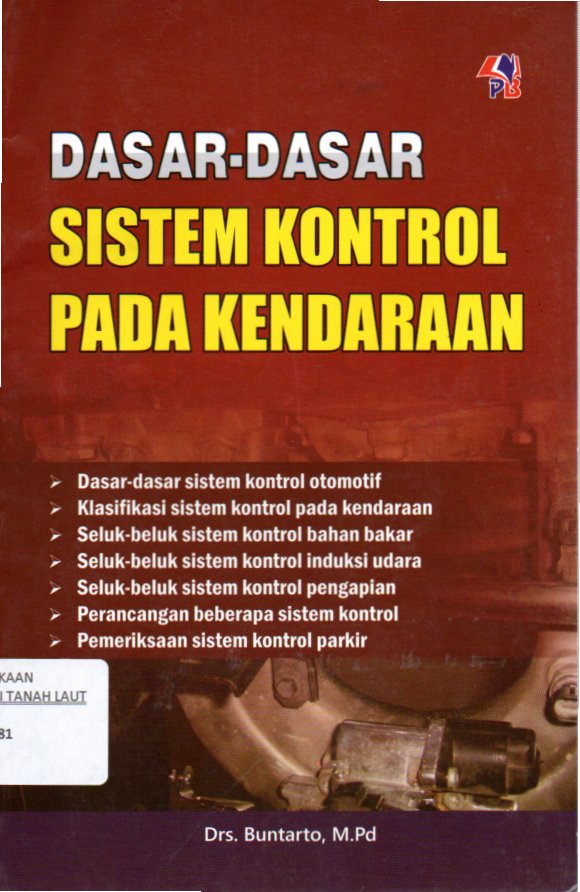 PB
DASAR-DASAR
SISTEM KONTROL
PADA KENDARAAN
➢ Dasar-dasar sistem kontrol otomotif
➢ Klasifikasi sistem kontrol pada kendaraan
➢ Seluk-beluk sistem kontrol bahan bakar
➢ Seluk-beluk sistem kontrol induksi udara
➢ Seluk-beluk sistem kontrol pengapian
➢ Perancangan beberapa sistem kontrol
➢ Pemeriksaan sistem kontrol parkir
KAAN
I TANAH LAUT
81
Drs. Buntarto, M.Pd